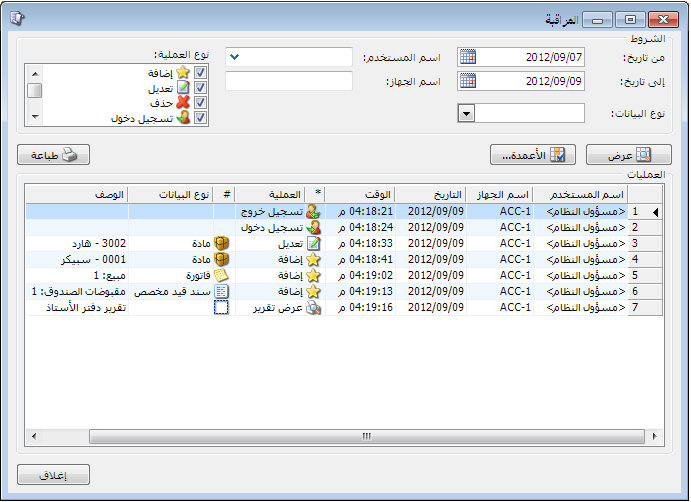 المراقبة
الشروط
من تاريخ: 2012/09/07 اسم المستخدم: نوع العملية:
إضافة
إلى تاريخ: 2012/09/09 اسم الجهاز:
تعديل
حذف
نوع البيانات:
تسجيل دخول
عرض الأعمدة... طباعة
العمليات
اسم المستخدم اسم الجهاز التاريخ الوقت * العملية # نوع البيانات الوصف
1 <مسؤول النظام> ACC-1 2012/09/09 04:18:21 م تسجيل خروج
2 <مسؤول النظام> ACC-1 2012/09/09 04:18:24 م تسجيل دخول
3 <مسؤول النظام> ACC-1 2012/09/09 04:18:33 م تعديل مادة 3002 - هارد
4 <مسؤول النظام> ACC-1 2012/09/09 04:18:41 م إضافة مادة 0001 - سبيكر
5 <مسؤول النظام> ACC-1 2012/09/09 04:19:02 م إضافة فاتورة مبيع: 1
6 <مسؤول النظام> ACC-1 2012/09/09 04:19:13 م إضافة سند قيد مخصص مقبوضات الصندوق: 1
7 <مسؤول النظام> ACC-1 2012/09/09 04:19:16 م عرض تقرير تقرير دفتر الأستاذ
إغلاق